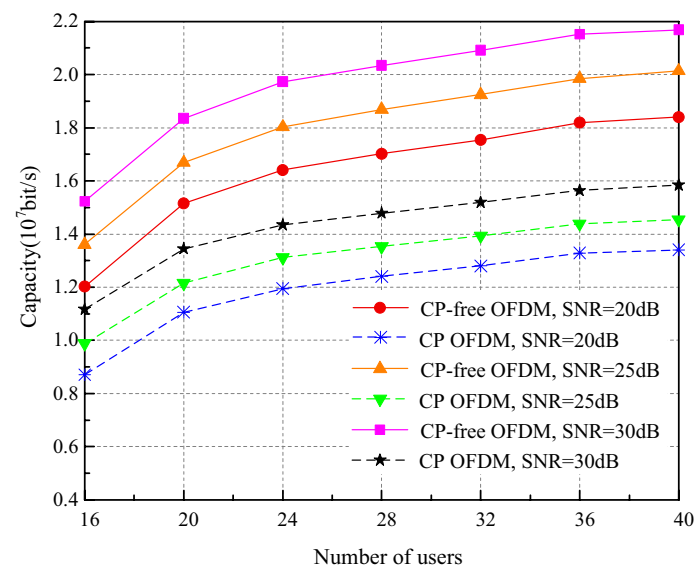 2.2
2.0
1.8
1.6
1.4
1.2
1.0
0.8
0.6
0.4
Capacity(10⁷bit/s)
CP-free OFDM, SNR=20dB
CP OFDM, SNR=20dB
CP-free OFDM, SNR=25dB
CP OFDM, SNR=25dB
CP-free OFDM, SNR=30dB
CP OFDM, SNR=30dB
16 20 24 28 32 36 40
Number of users